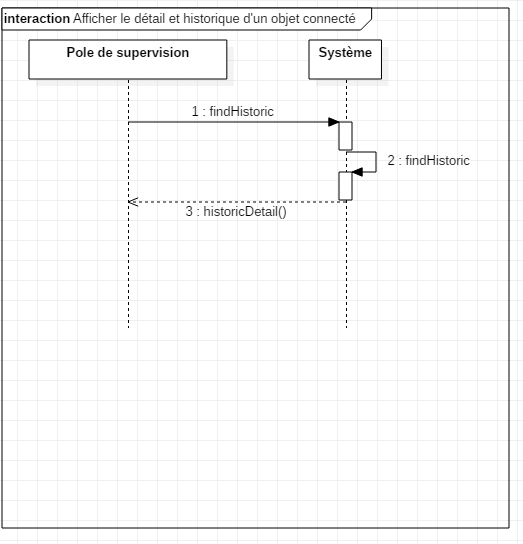 interaction Afficher le détail et historique d'un objet connecté
Pole de supervision
Système
1 : findHistoric
2 : findHistoric
3 : historicDetail()